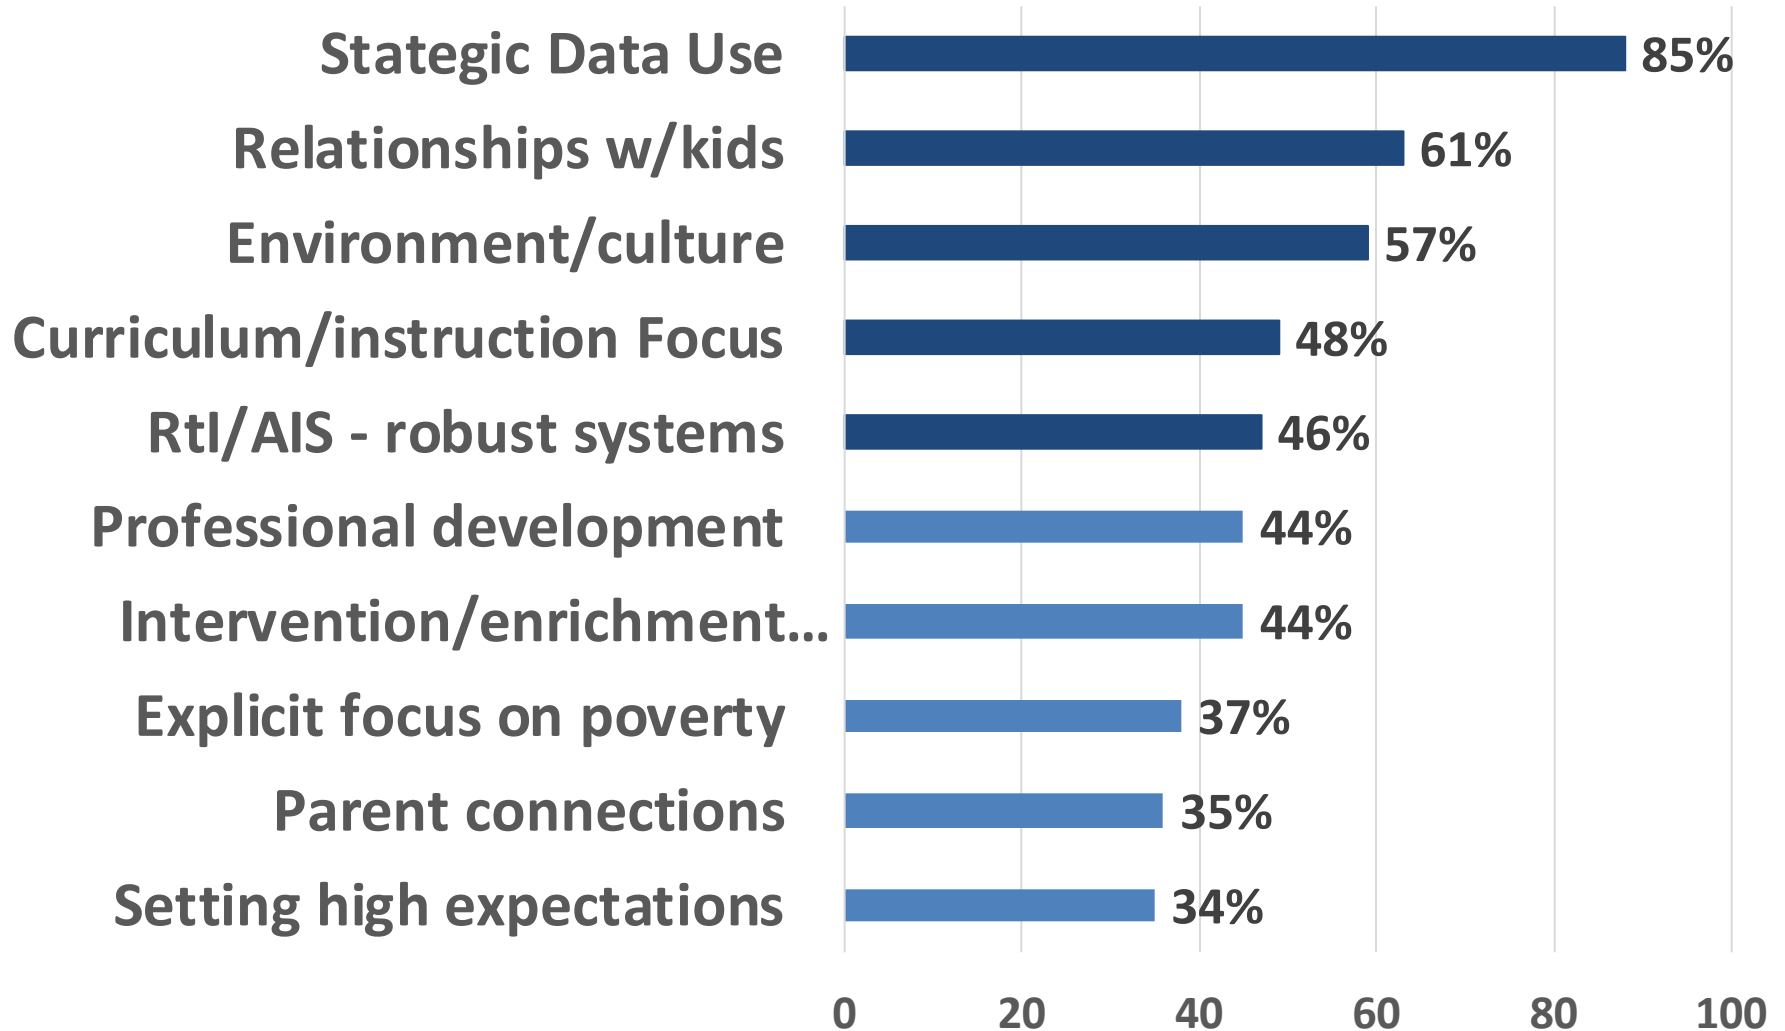 Stategic Data Use 85%
Relationships w/kids 61%
Environment/culture 57%
Curriculum/instruction Focus 48%
RtI/AIS - robust systems 46%
Professional development 44%
Intervention/enrichment... 44%
Explicit focus on poverty 37%
Parent connections 35%
Setting high expectations 34%
0 20 40 60 80 100